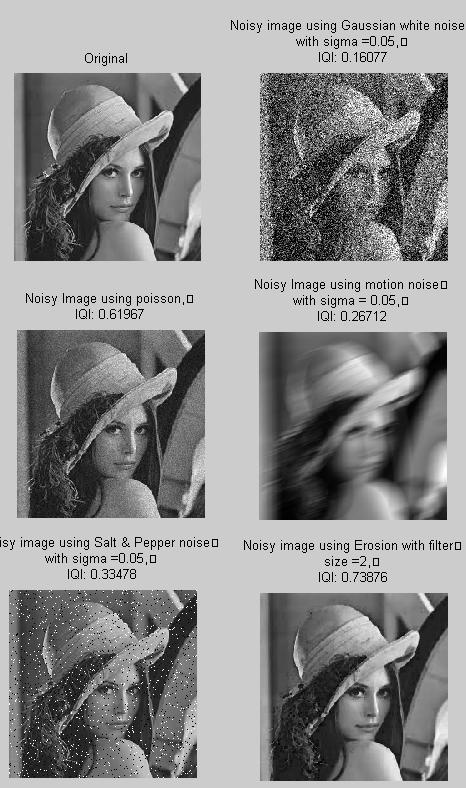 Original
Noisy image using Gaussian white noise
with sigma =0.05,
IQI: 0.16077
Noisy Image using poisson,
IQI: 0.61967
Noisy Image using motion noise
with sigma = 0.05,
IQI: 0.26712
isy image using Salt & Pepper noise
with sigma =0.05,
IQI: 0.33478
Noisy image using Erosion with filter
size =2,
IQI: 0.73876